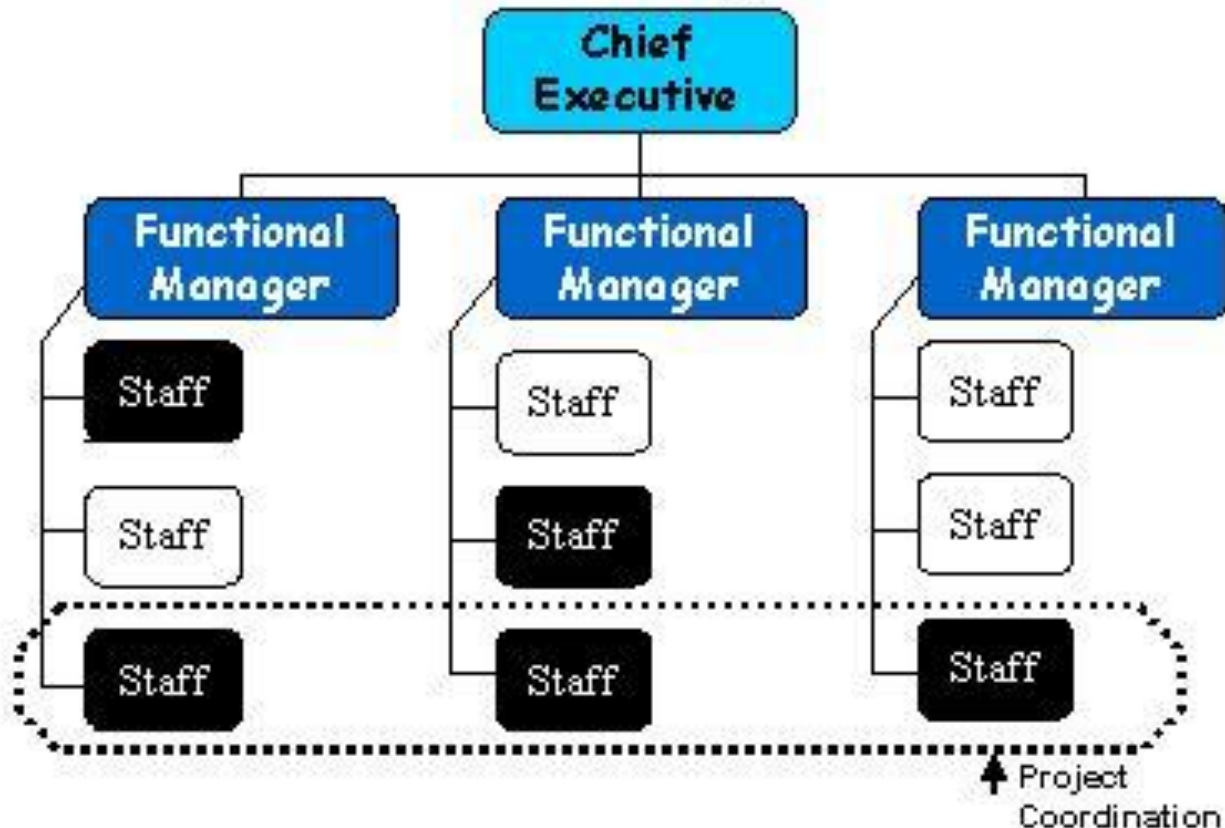 Chief
Executive
Functional
Manager
Functional
Manager
Functional
Manager
Staff
Staff
Staff
Staff
Staff
Staff
Staff
Staff
Staff
Project
Coordination